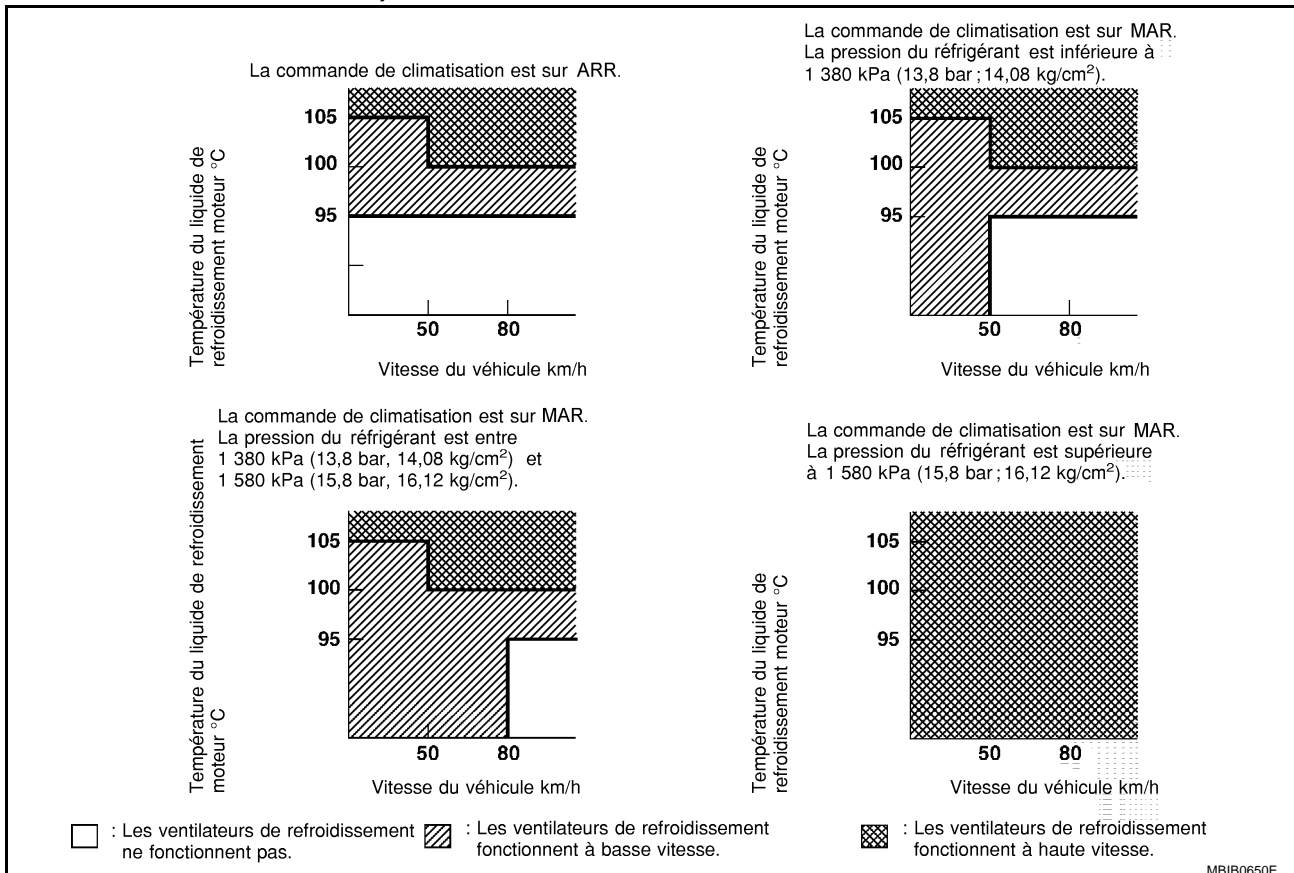 La commande de climatisation est sur ARR.
105
100
95
Température du liquide de
refroidissement moteur °C
50 80
Vitesse du véhicule km/h
La commande de climatisation est sur MAR.
La pression du réfrigérant est inférieure à
1 380 kPa (13,8 bar ; 14,08 kg/cm²).
105
100
95
Température du liquide de
refroidissement moteur °C
50 80
Vitesse du véhicule km/h
La commande de climatisation est sur MAR.
La pression du réfrigérant est entre
1 380 kPa (13,8 bar, 14,08 kg/cm²) et
1 580 kPa (15,8 bar, 16,12 kg/cm²).
105
100
95
Température du liquide de refroidissement
moteur °C
50 80
Vitesse du véhicule km/h
La commande de climatisation est sur MAR.
La pression du réfrigérant est supérieure
à 1 580 kPa (15,8 bar ; 16,12 kg/cm²).
105
100
95
Température du liquide de
refroidissement moteur °C
50 80
Vitesse du véhicule km/h
: Les ventilateurs de refroidissement
ne fonctionnent pas.
: Les ventilateurs de refroidissement
fonctionnent à basse vitesse.
: Les ventilateurs de refroidissement
fonctionnent à haute vitesse.
MBIB0650E